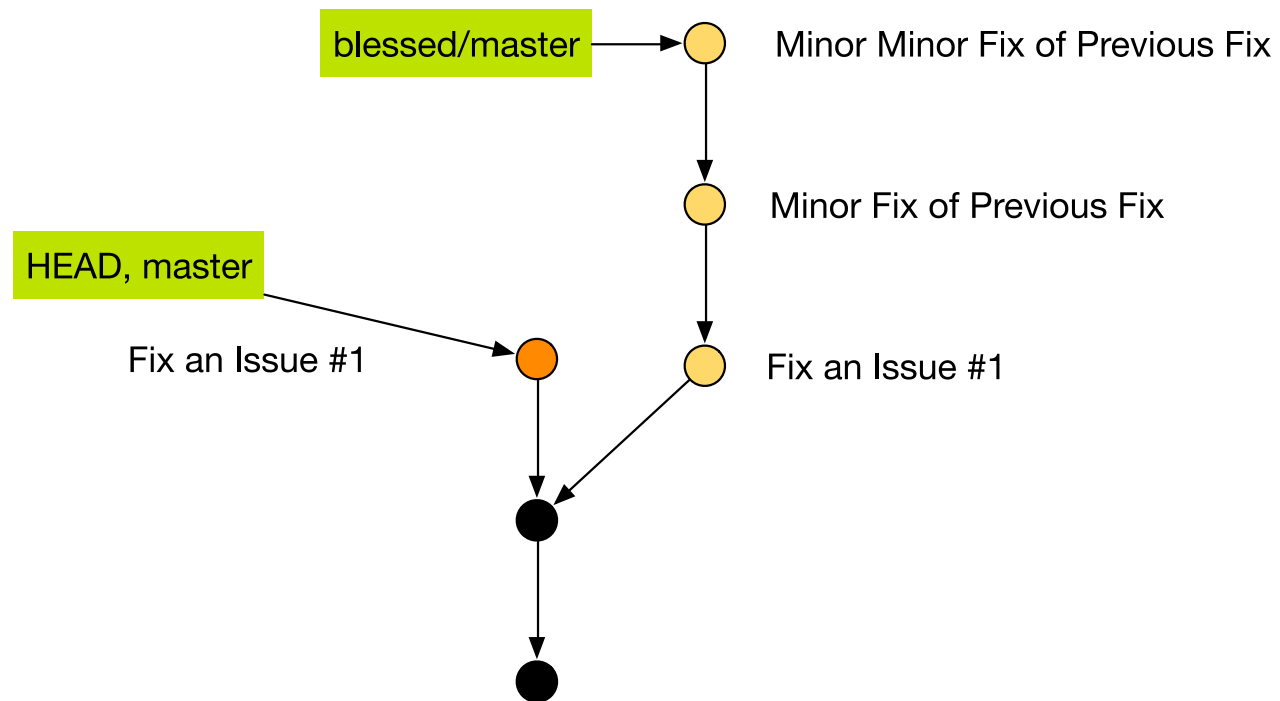 blessed/master
Minor Minor Fix of Previous Fix
Minor Fix of Previous Fix
HEAD, master
Fix an Issue #1
Fix an Issue #1